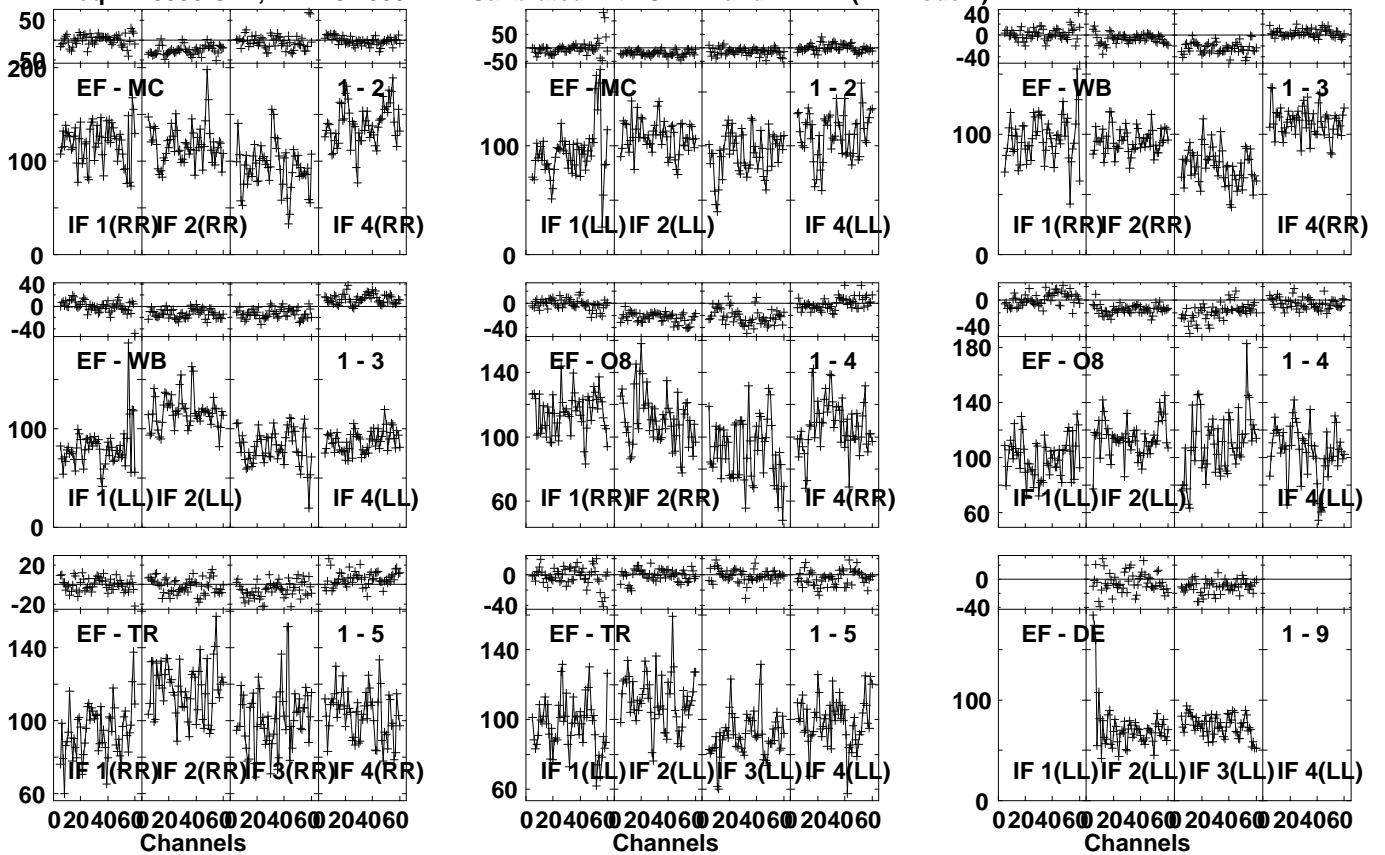 50
50
200
100
0
EF - MC
1 - 2
IF 1(RR)
IF 2(RR)
IF 4(RR)
50
-50
100
0
EF - MC
1 - 2
IF 1(LL)
IF 2(LL)
IF 4(LL)
40
0
-40
100
0
EF - WB
1 - 3
IF 1(RR)
IF 2(RR)
IF 4(RR)
40
0
-40
100
0
EF - WB
1 - 3
IF 1(LL)
IF 2(LL)
IF 4(LL)
0
-40
140
100
60
EF - O8
1 - 4
IF 1(RR)
IF 2(RR)
IF 4(RR)
0
-40
180
140
100
60
EF - O8
1 - 4
IF 1(LL)
IF 2(LL)
IF 4(LL)
20
-20
140
100
60
EF - TR
1 - 5
IF 1(RR)
IF 2(RR)
IF 3(RR)
IF 4(RR)
0 20 40 60 0 20 40 60 0 20 40 60 0 20 40 60
Channels
0
-40
140
100
60
EF - TR
1 - 5
IF 1(LL)
IF 2(LL)
IF 3(LL)
IF 4(LL)
0 20 40 60 0 20 40 60 0 20 40 60 0 20 40 60
Channels
0
-40
100
0
EF - DE
1 - 9
IF 1(LL)
IF 2(LL)
IF 3(LL)
IF 4(LL)
0 20 40 60 0 20 40 60 0 20 40 60 0 20 40 60
Channels